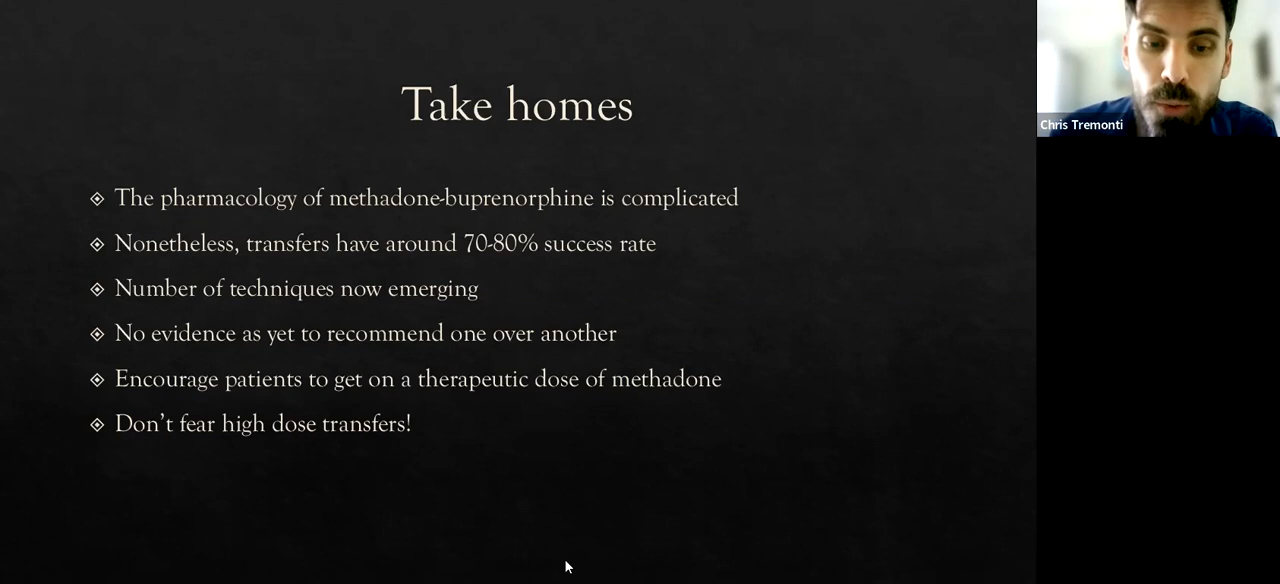 Take homes
The pharmacology of methadone-buprenorphine is complicated
Nonetheless, transfers have around 70-80% success rate
Number of techniques now emerging
No evidence as yet to recommend one over another
Encourage patients to get on a therapeutic dose of methadone
Don't fear high dose transfers!
Chris Tremonti